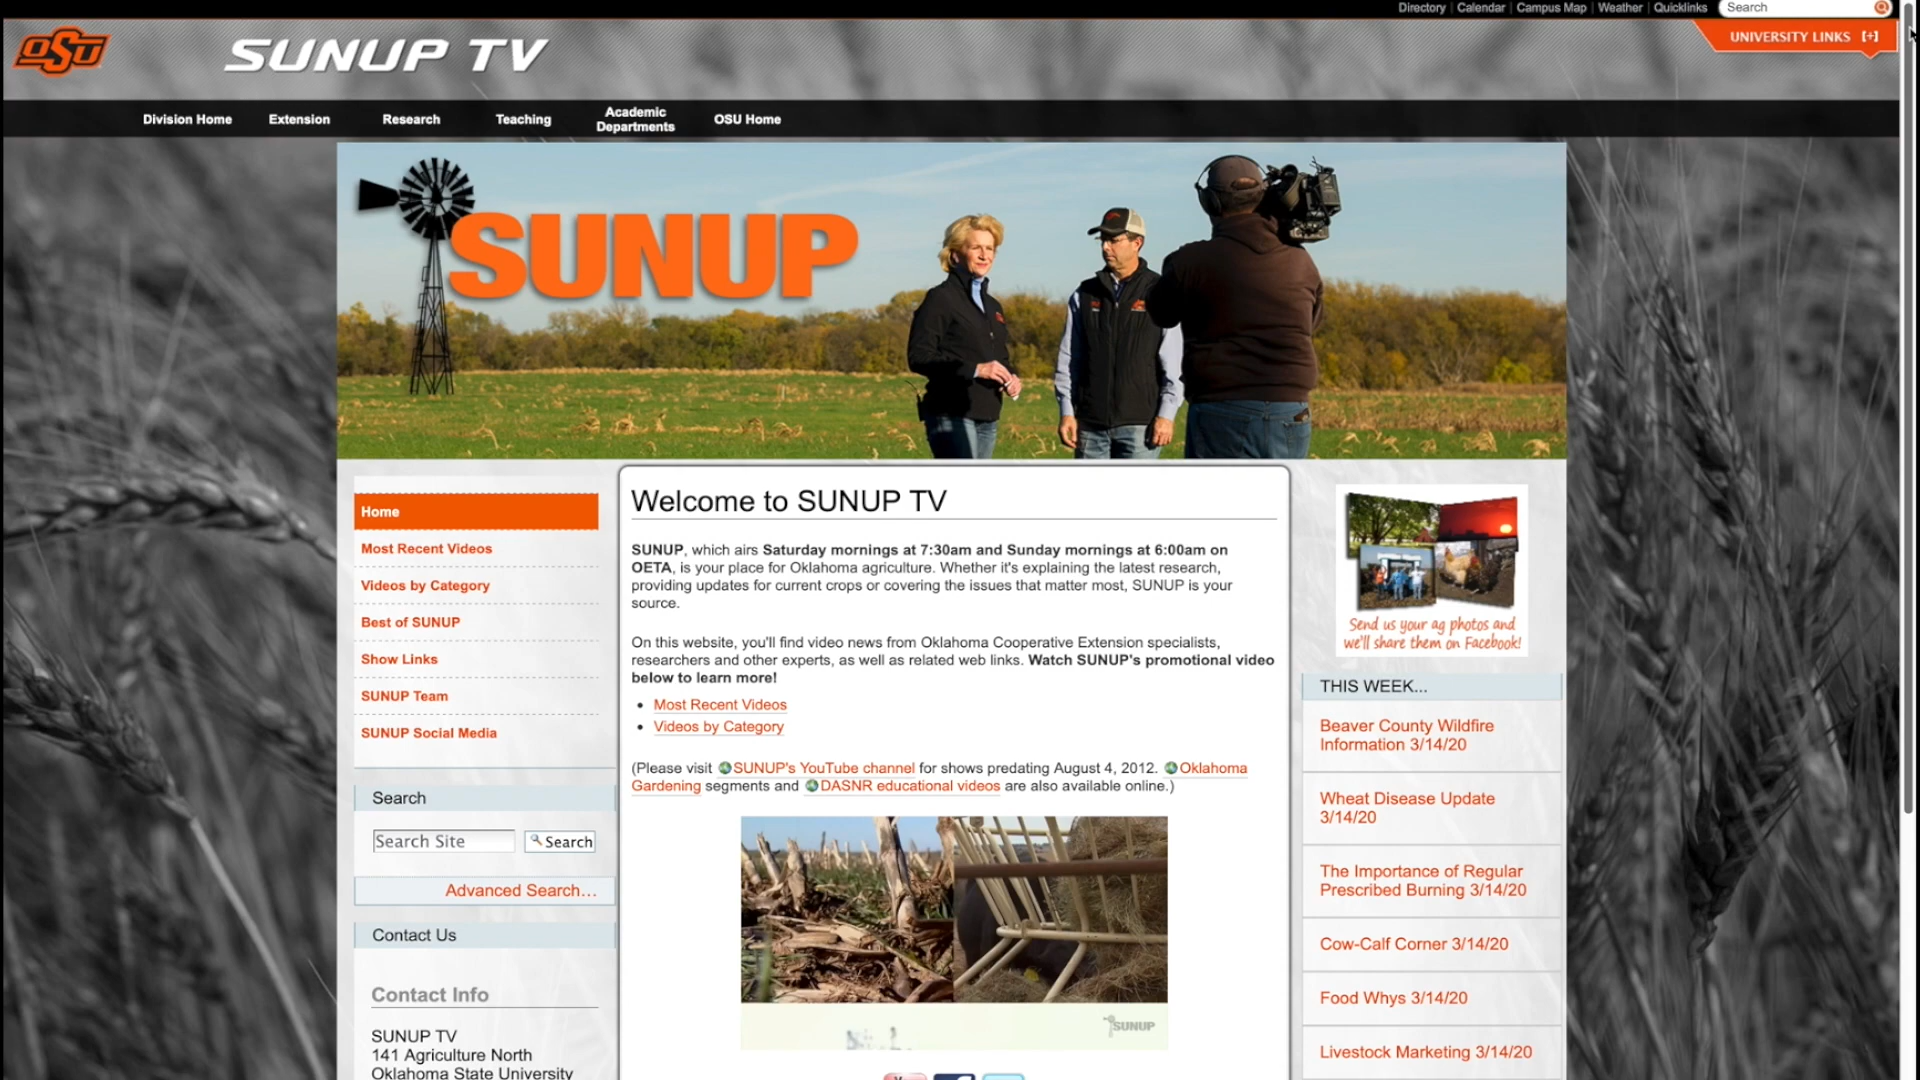 Directory | Calendar | Campus Map | Weather | Quicklinks
Search
OSU
SUNUP TV
UNIVERSITY LINKS [+]
Division Home
Extension
Research
Teaching
Academic
Departments
OSU Home
SUNUP
Home
Most Recent Videos
Videos by Category
Best of SUNUP
Show Links
SUNUP Team
SUNUP Social Media
Search
Search Site
Search
Advanced Search...
Contact Us
Contact Info
SUNUP TV
141 Agriculture North
Oklahoma State University
Welcome to SUNUP TV
SUNUP, which airs Saturday mornings at 7:30am and Sunday mornings at 6:00am on
OETA, is your place for Oklahoma agriculture. Whether it's explaining the latest research,
providing updates for current crops or covering the issues that matter most, SUNUP is your
source.
On this website, you'll find video news from Oklahoma Cooperative Extension specialists,
researchers and other experts, as well as related web links. Watch SUNUP's promotional video
below to learn more!
• Most Recent Videos
• Videos by Category
(Please visit SUNUP's YouTube channel for shows predating August 4, 2012. Oklahoma
Gardening segments and DASNR educational videos are also available online.)
SUNUP
Send us your ag photos and
we'll share them on Facebook!
THIS WEEK...
Beaver County Wildfire
Information 3/14/20
Wheat Disease Update
3/14/20
The Importance of Regular
Prescribed Burning 3/14/20
Cow-Calf Corner 3/14/20
Food Whys 3/14/20
Livestock Marketing 3/14/20